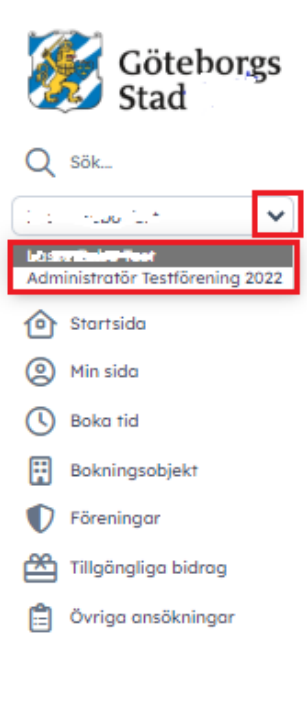 Göteborgs
Stad
Sök...
Administratör Testförening 2022
Startsida
Min sida
Boka tid
Bokningsobjekt
Föreningar
Tillgängliga bidrag
Övriga ansökningar